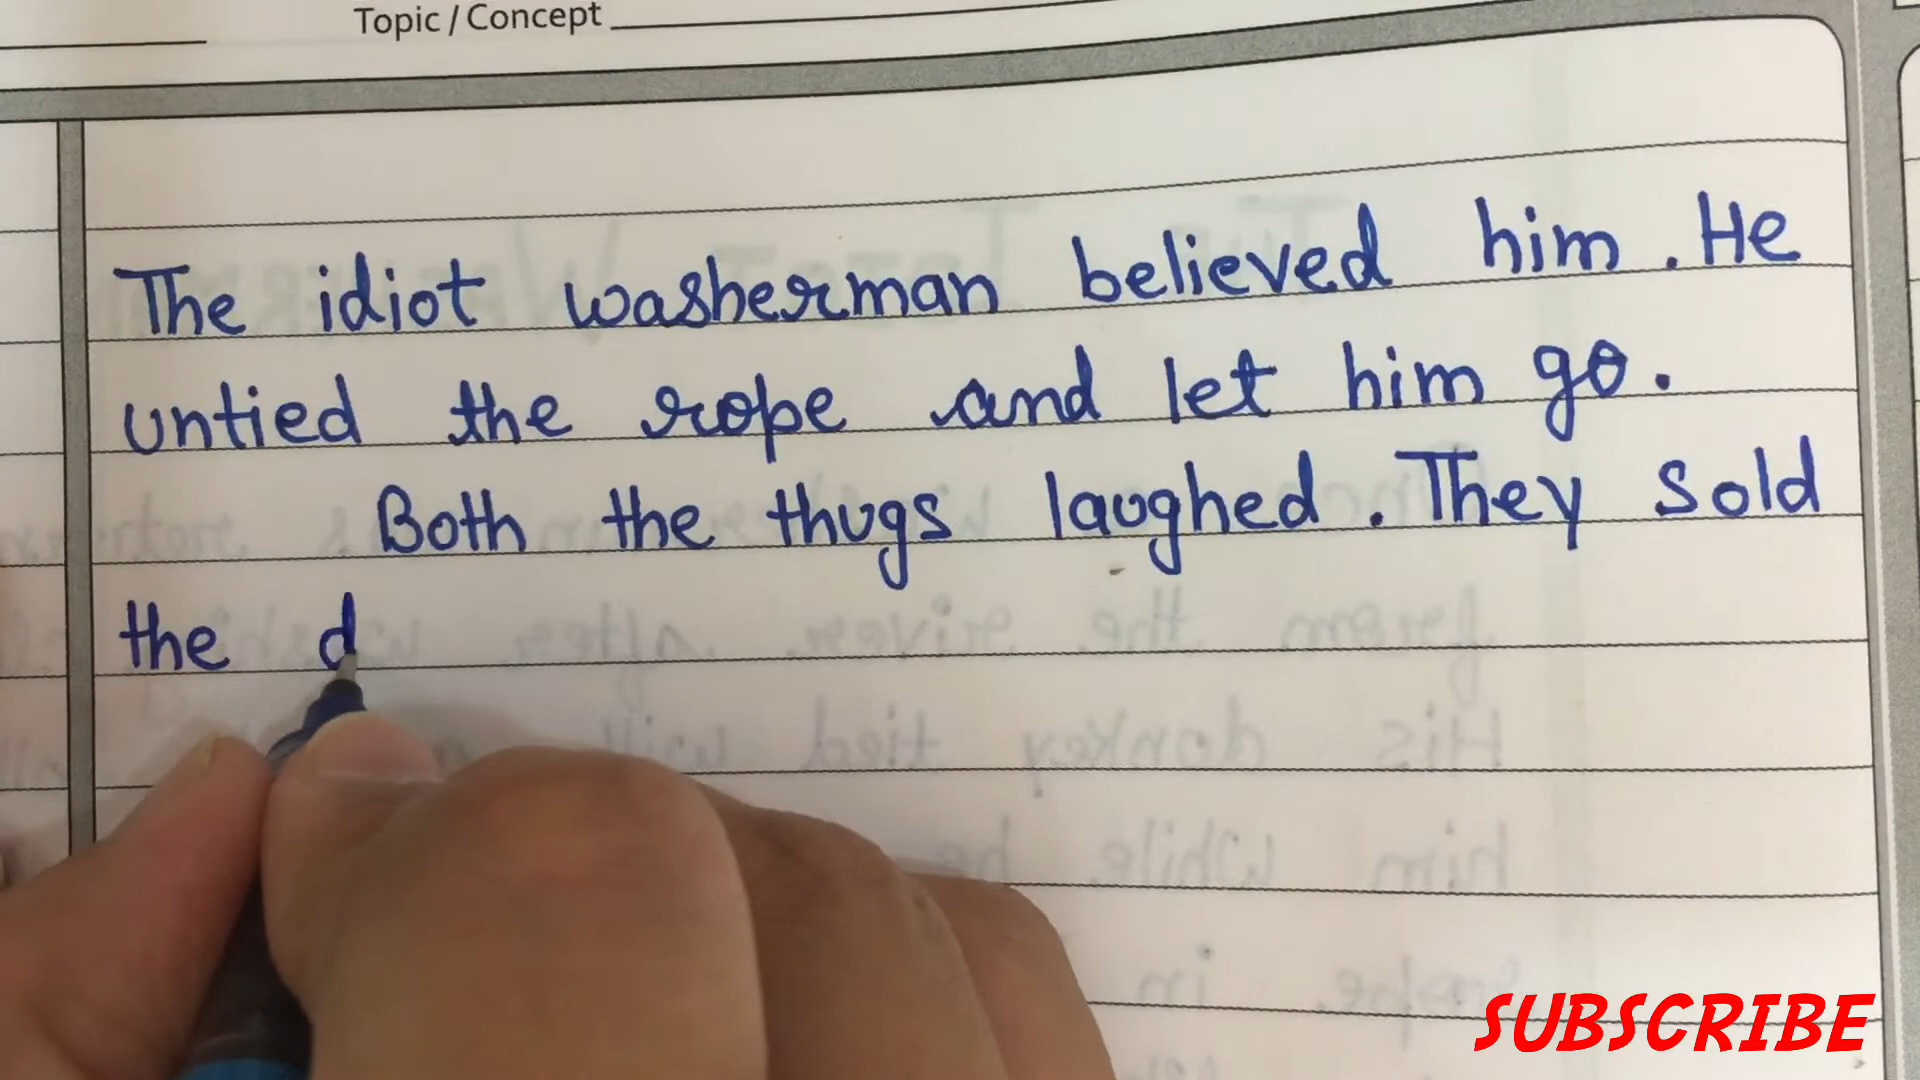 Topic / Concept
The idiot washerman believed him. He
untied the rope and let him go.
Both the thugs laughed. They sold
the d
SUBSCRIBE